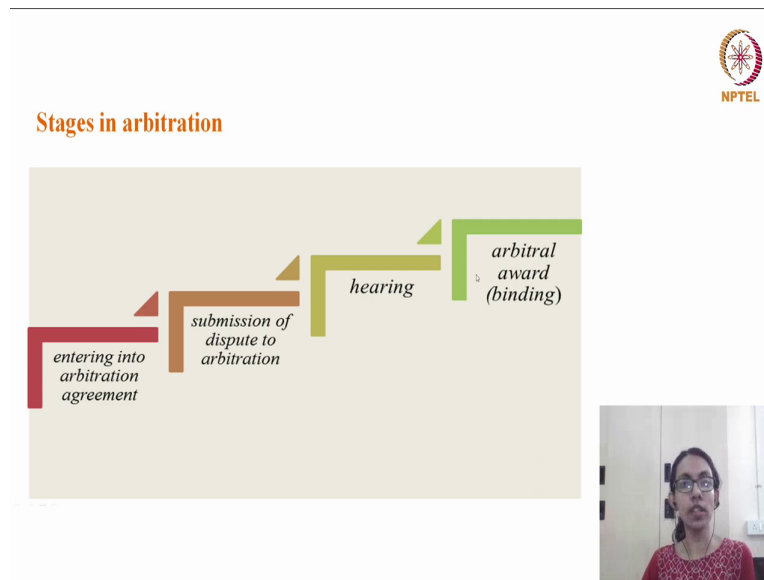 NPTEL
Stages in arbitration
entering into
arbitration
agreement
submission of
dispute to
arbitration
hearing
arbitral
award
(binding)